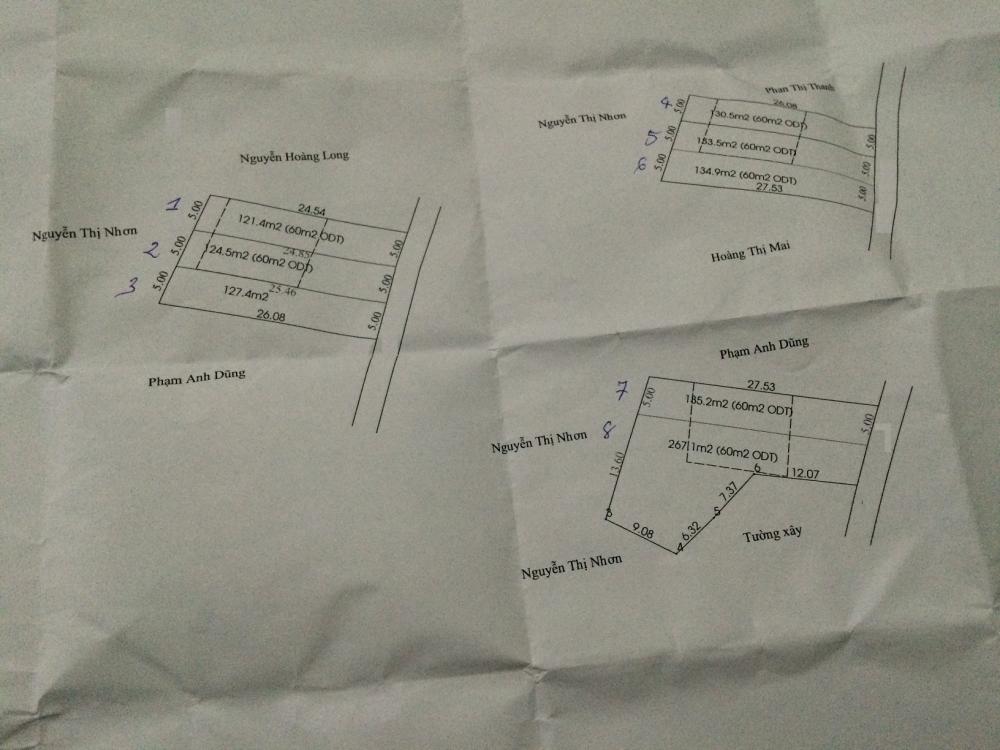 Nguyễn Hoàng Long
Nguyễn Thị Nhơn
1
2
3
5.00
5.00
5.00
24.54
121.4m2 (60m2 ODT)
24.85
124.5m2 (60m2 ODT)
25.46
127.4m2
26.08
5.00
5.00
5.00
Phạm Anh Dũng
Phan Thị Thanh
Nguyễn Thị Nhơn
4
5
6
5.00
5.00
5.00
26.08
130.5m2 (60m2 ODT)
153.5m2 (60m2 ODT)
134.9m2 (60m2 ODT)
27.53
5.00
5.00
5.00
Hoàng Thị Mai
Phạm Anh Dũng
7
8
5.00
27.53
135.2m2 (60m2 ODT)
5.00
Nguyễn Thị Nhơn
267.1m2 (60m2 ODT)
13.60
6
12.07
7.37
5
3
9.08
6.32
4
Tường xây
Nguyễn Thị Nhơn